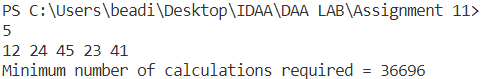 PS C:\Users\beadi\Desktop\IDAA\DAA LAB\Assignment 11>
5
12 24 45 23 41
Minimum number of calculations required = 36696